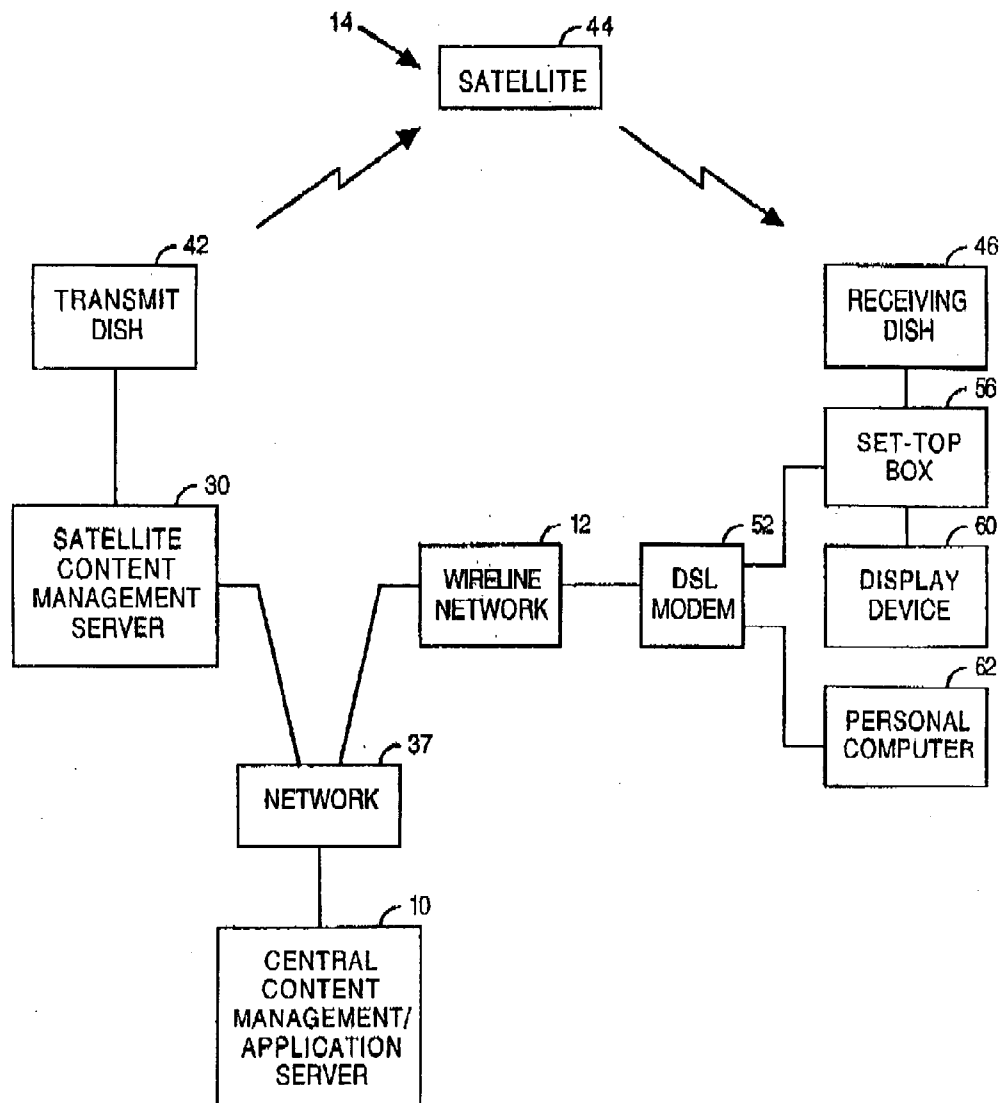 14
44
SATELLITE
42
TRANSMIT
DISH
46
RECEIVING
DISH
56
SET-TOP
BOX
30
SATELLITE
CONTENT
MANAGEMENT
SERVER
12
WIRELINE
NETWORK
52
DSL
MODEM
60
DISPLAY
DEVICE
62
PERSONAL
COMPUTER
37
NETWORK
10
CENTRAL
CONTENT
MANAGEMENT/
APPLICATION
SERVER